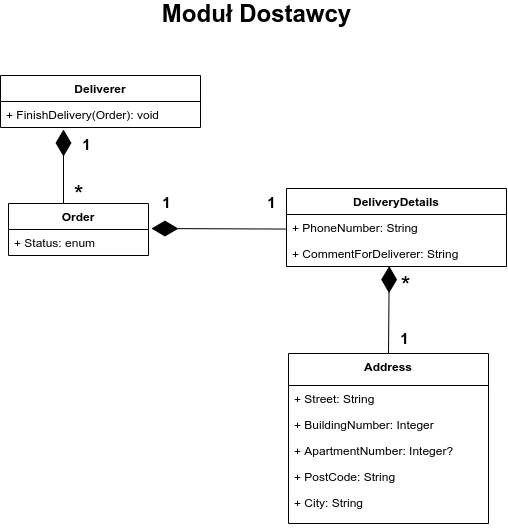 Moduł Dostawcy
Deliverer
+ FinishDelivery(Order): void
1
*
Order
+ Status: enum
1
1
DeliveryDetails
+ PhoneNumber: String
+ CommentForDeliverer: String
*
1
Address
+ Street: String
+ BuildingNumber: Integer
+ ApartmentNumber: Integer?
+ PostCode: String
+ City: String